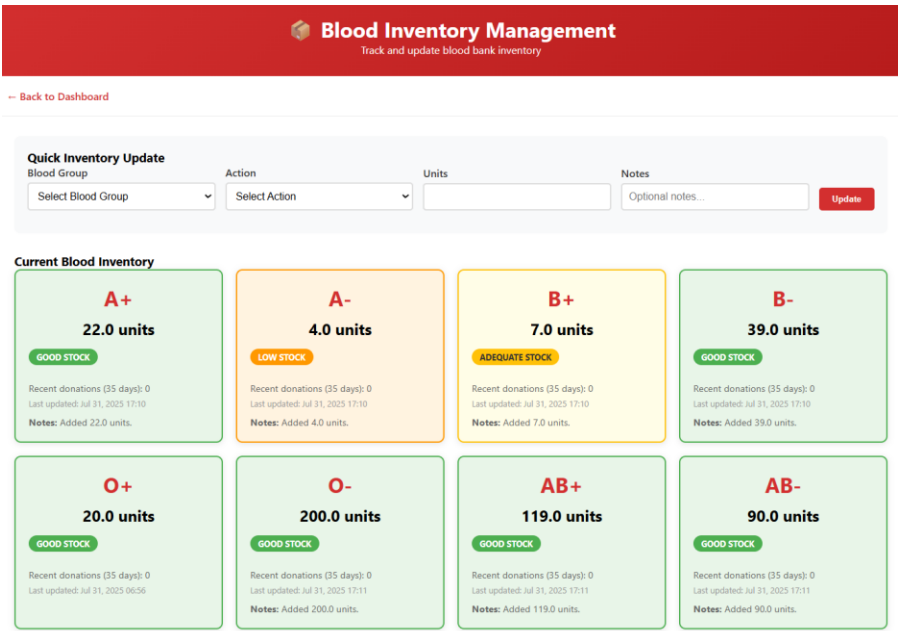 Blood Inventory Management
Track and update blood bank inventory
← Back to Dashboard
Quick Inventory Update
Blood Group Action Units Notes
Select Blood Group Select Action Optional notes... Update
Current Blood Inventory
A+ A- B+ B-
22.0 units 4.0 units 7.0 units 39.0 units
GOOD STOCK LOW STOCK ADEQUATE STOCK GOOD STOCK
Recent donations (35 days): 0 Recent donations (35 days): 0 Recent donations (35 days): 0 Recent donations (35 days): 0
Last updated: Jul 31, 2025 17:10 Last updated: Jul 31, 2025 17:10 Last updated: Jul 31, 2025 17:10 Last updated: Jul 31, 2025 17:10
Notes: Added 22.0 units. Notes: Added 4.0 units. Notes: Added 7.0 units. Notes: Added 39.0 units.
O+ O- AB+ AB-
20.0 units 200.0 units 119.0 units 90.0 units
GOOD STOCK GOOD STOCK GOOD STOCK GOOD STOCK
Recent donations (35 days): 0 Recent donations (35 days): 0 Recent donations (35 days): 0 Recent donations (35 days): 0
Last updated: Jul 31, 2025 06:56 Last updated: Jul 31, 2025 17:11 Last updated: Jul 31, 2025 17:11 Last updated: Jul 31, 2025 17:11
Notes: Added 200.0 units. Notes: Added 119.0 units. Notes: Added 90.0 units.